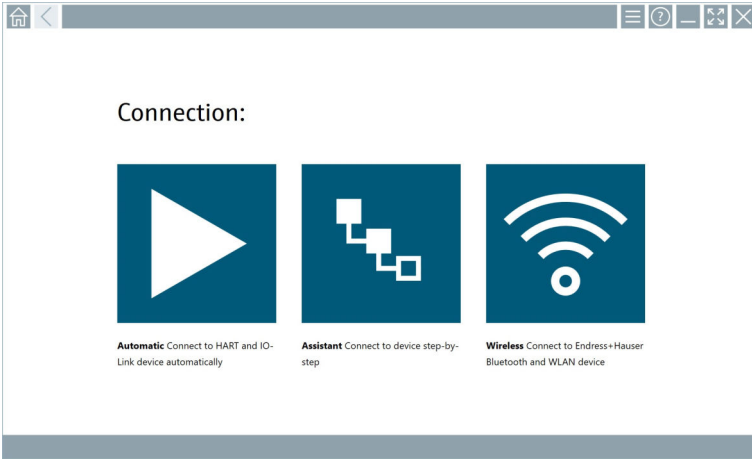 Connection:
Automatic Connect to HART and IO-
Link device automatically
Assistant Connect to device step-by-
step
Wireless Connect to Endress+Hauser
Bluetooth and WLAN device